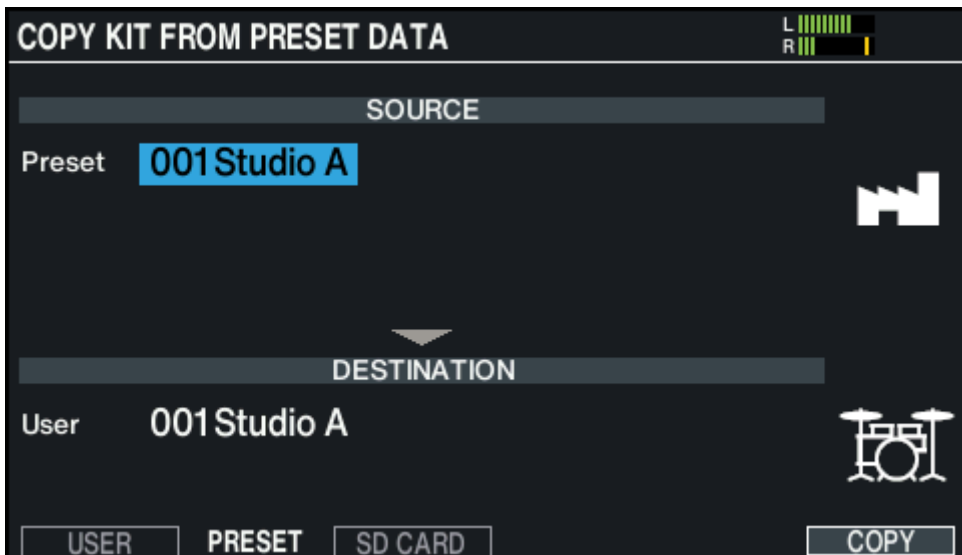 COPY KIT FROM PRESET DATA
L
R
SOURCE
Preset 001 Studio A
DESTINATION
User 001 Studio A
USER PRESET SD CARD COPY